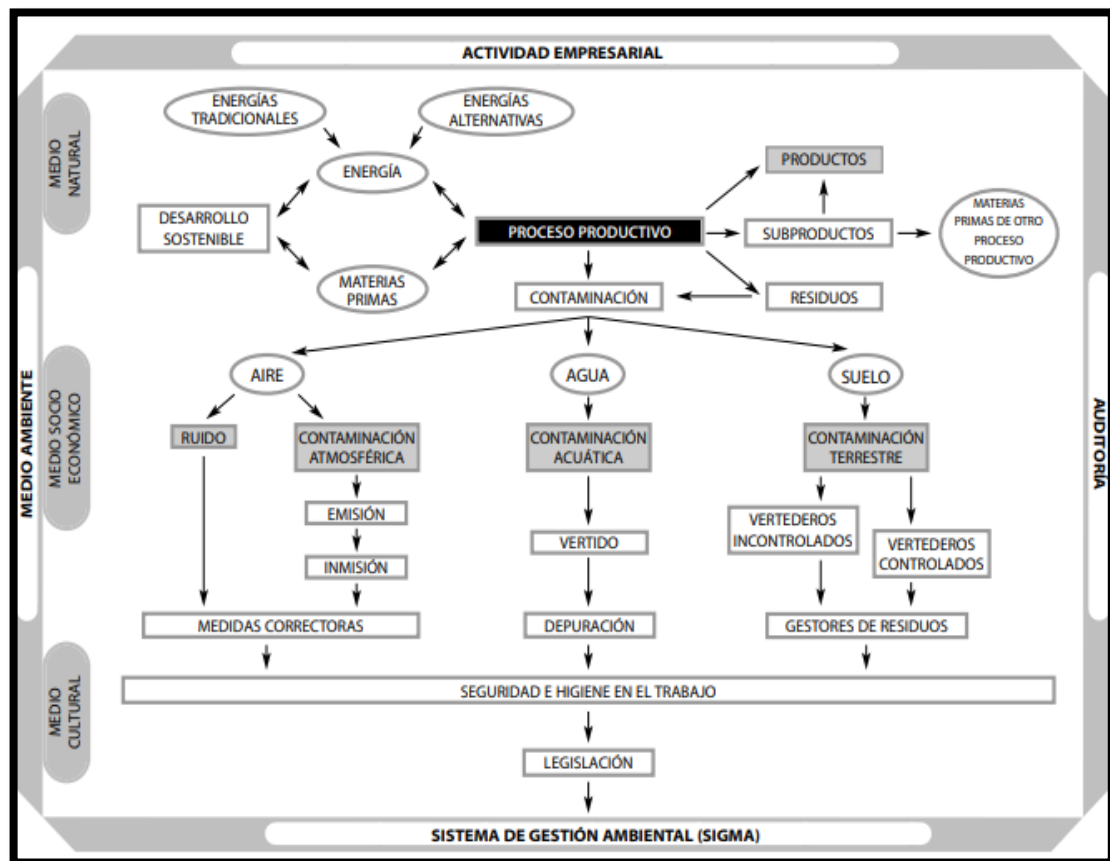 ACTIVIDAD EMPRESARIAL
MEDIO
NATURAL
MEDIO AMBIENTE
MEDIO SOCIO
ECONÓMICO
MEDIO
CULTURAL
AUDITORÍA
ENERGÍAS
TRADICIONALES
ENERGÍAS
ALTERNATIVAS
ENERGÍA
PRODUCTOS
DESARROLLO
SOSTENIBLE
PROCESO PRODUCTIVO
SUBPRODUCTOS
MATERIAS
PRIMAS DE OTRO
PROCESO
PRODUCTIVO
MATERIAS
PRIMAS
CONTAMINACIÓN
RESIDUOS
AIRE
AGUA
SUELO
RUIDO
CONTAMINACIÓN
ATMOSFÉRICA
CONTAMINACIÓN
ACUÁTICA
CONTAMINACIÓN
TERRESTRE
EMISIÓN
INMISIÓN
VERTIDO
VERTEDEROS
INCONTROLADOS
VERTEDEROS
CONTROLADOS
MEDIDAS CORRECTORAS
DEPURACIÓN
GESTORES DE RESIDUOS
SEGURIDAD E HIGIENE EN EL TRABAJO
LEGISLACIÓN
SISTEMA DE GESTIÓN AMBIENTAL (SIGMA)